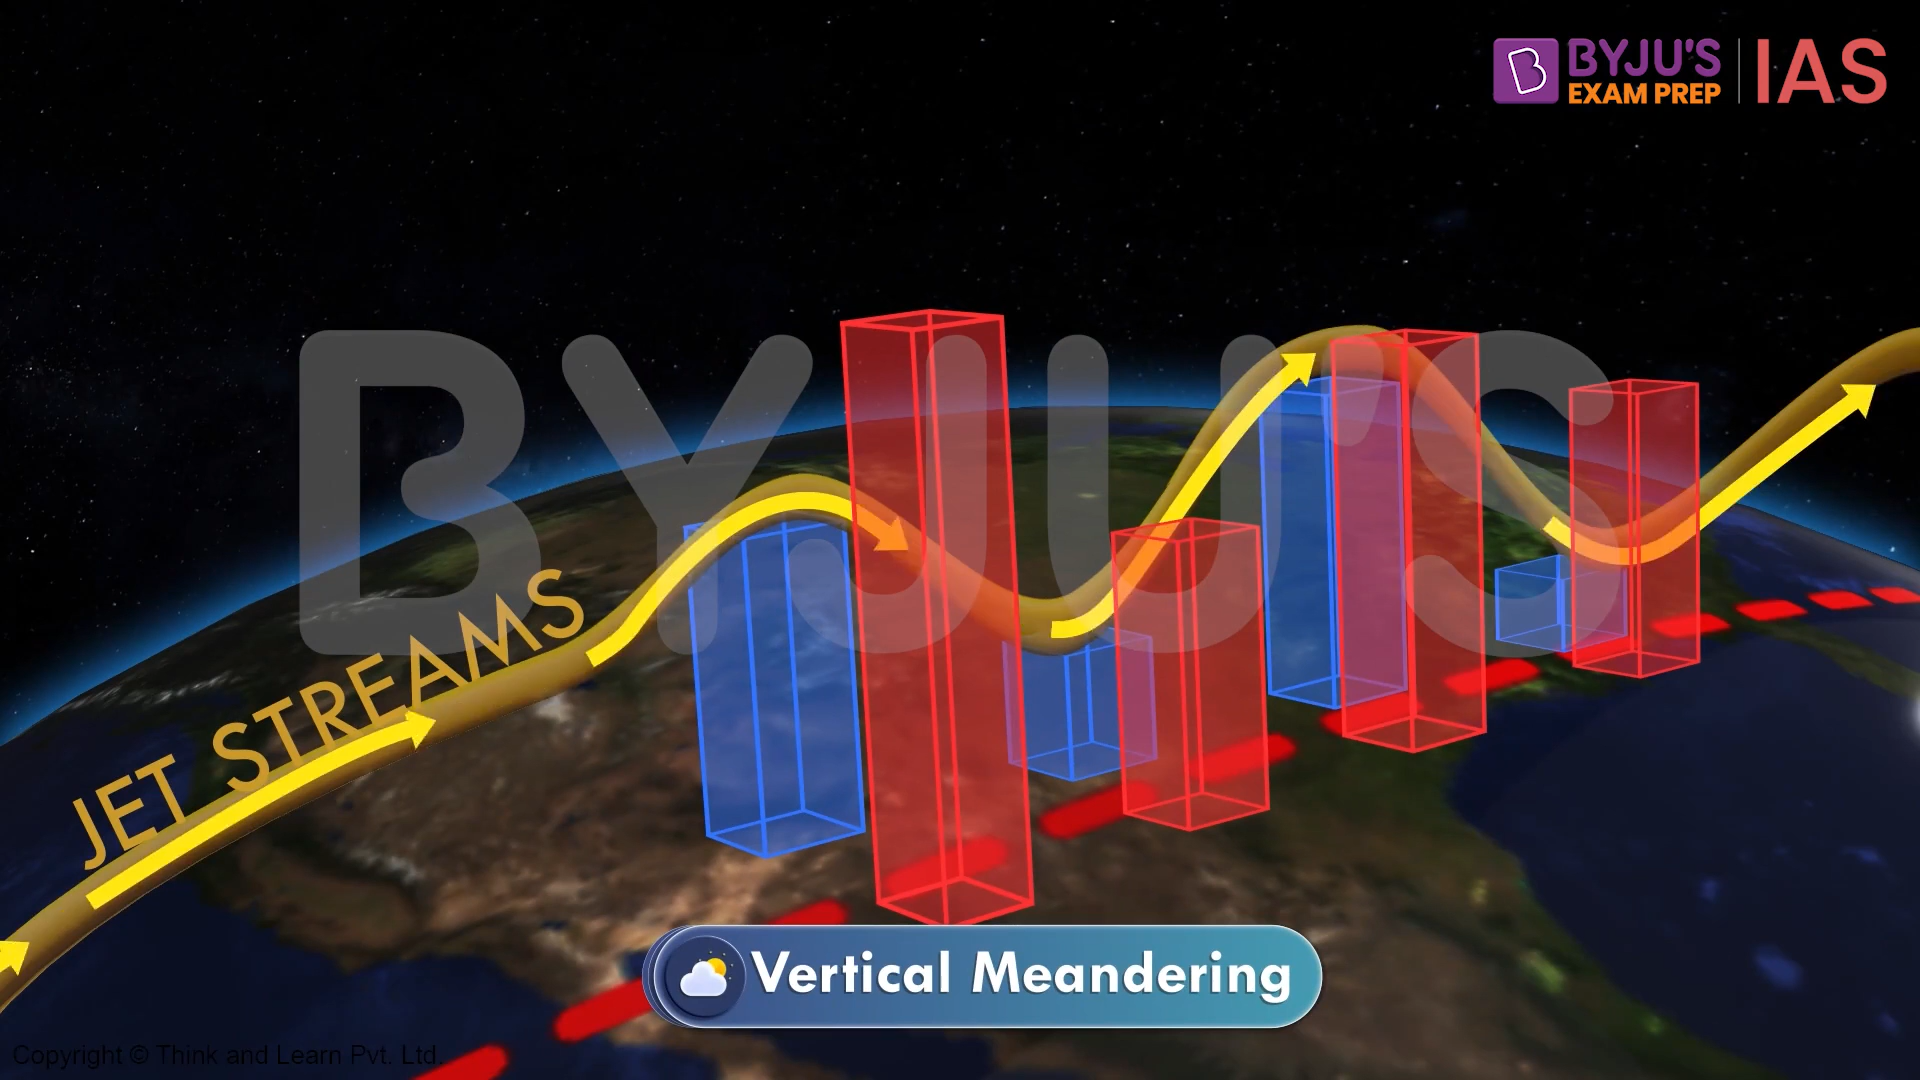 BYJU'S
EXAM PREP
IAS
BYJU'S
JET STREAMS
Vertical Meandering
Copyright © Think and Learn Pvt. Ltd.